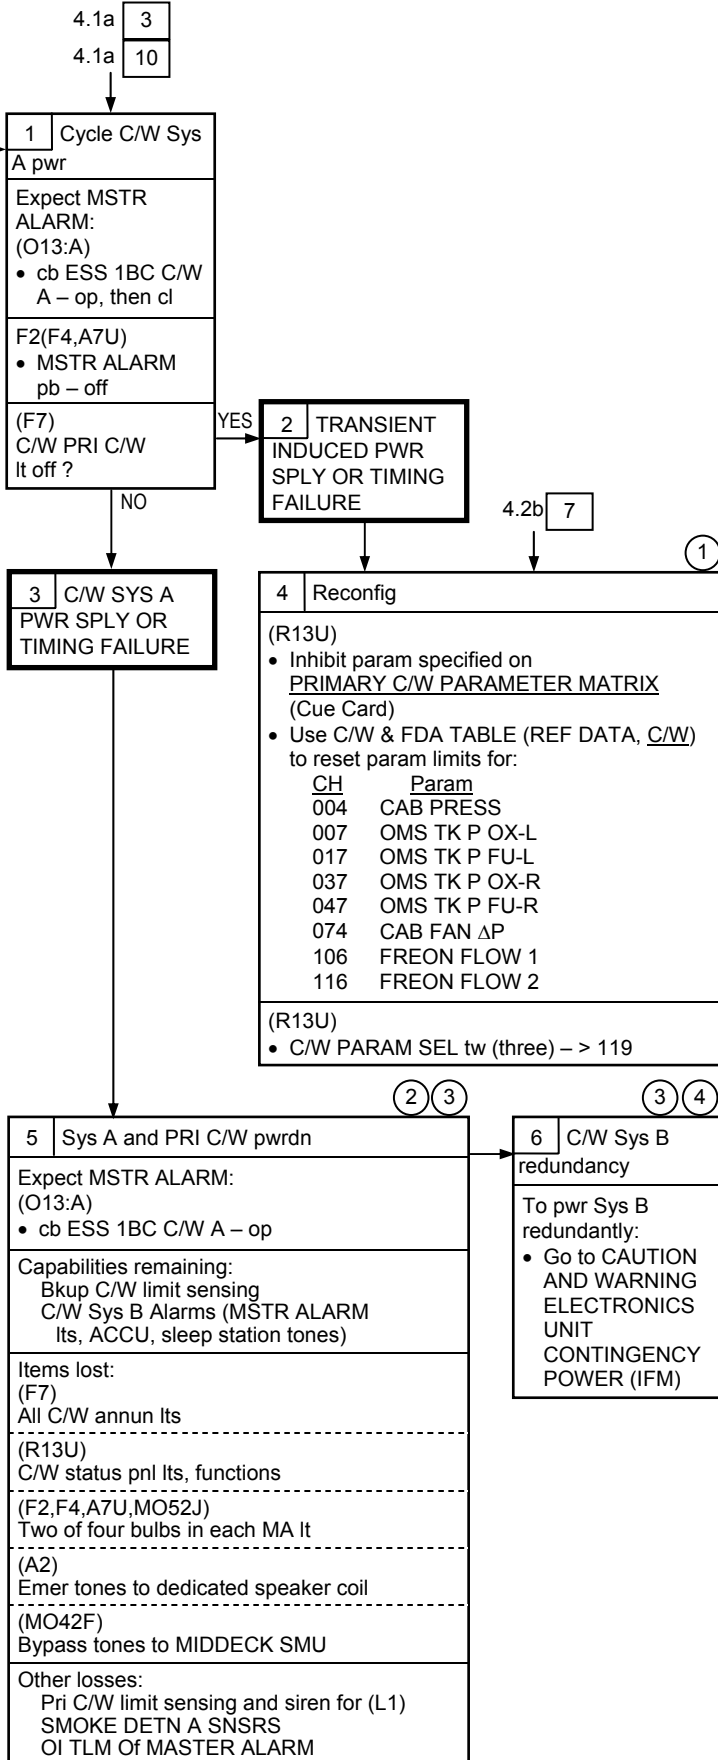 4.1a 3
4.1a 10
1 Cycle C/W Sys
A pwr
Expect MSTR
ALARM:
(O13:A)
• cb ESS 1BC C/W
A – op, then cl
F2(F4,A7U)
• MSTR ALARM
pb – off
(F7)
C/W PRI C/W
lt off ?
YES
NO
2 TRANSIENT
INDUCED PWR
SPLY OR TIMING
FAILURE
4.2b 7
3 C/W SYS A
PWR SPLY OR
TIMING FAILURE
1
4 Reconfig
(R13U)
• Inhibit param specified on
PRIMARY C/W PARAMETER MATRIX
(Cue Card)
• Use C/W & FDA TABLE (REF DATA, C/W)
to reset param limits for:
CH Param
004 CAB PRESS
007 OMS TK P OX-L
017 OMS TK P FU-L
037 OMS TK P OX-R
047 OMS TK P FU-R
074 CAB FAN ΔP
106 FREON FLOW 1
116 FREON FLOW 2
(R13U)
• C/W PARAM SEL tw (three) – > 119
2 3
5 Sys A and PRI C/W pwrdn
Expect MSTR ALARM:
(O13:A)
• cb ESS 1BC C/W A – op
Capabilities remaining:
Bkup C/W limit sensing
C/W Sys B Alarms (MSTR ALARM
lts, ACCU, sleep station tones)
Items lost:
(F7)
All C/W annun lts
(R13U)
C/W status pnl lts, functions
(F2,F4,A7U,MO52J)
Two of four bulbs in each MA lt
(A2)
Emer tones to dedicated speaker coil
(MO42F)
Bypass tones to MIDDECK SMU
Other losses:
Pri C/W limit sensing and siren for (L1)
SMOKE DETN A SNSRS
OI TLM Of MASTER ALARM
3 4
6 C/W Sys B
redundancy
To pwr Sys B
redundantly:
• Go to CAUTION
AND WARNING
ELECTRONICS
UNIT
CONTINGENCY
POWER (IFM)